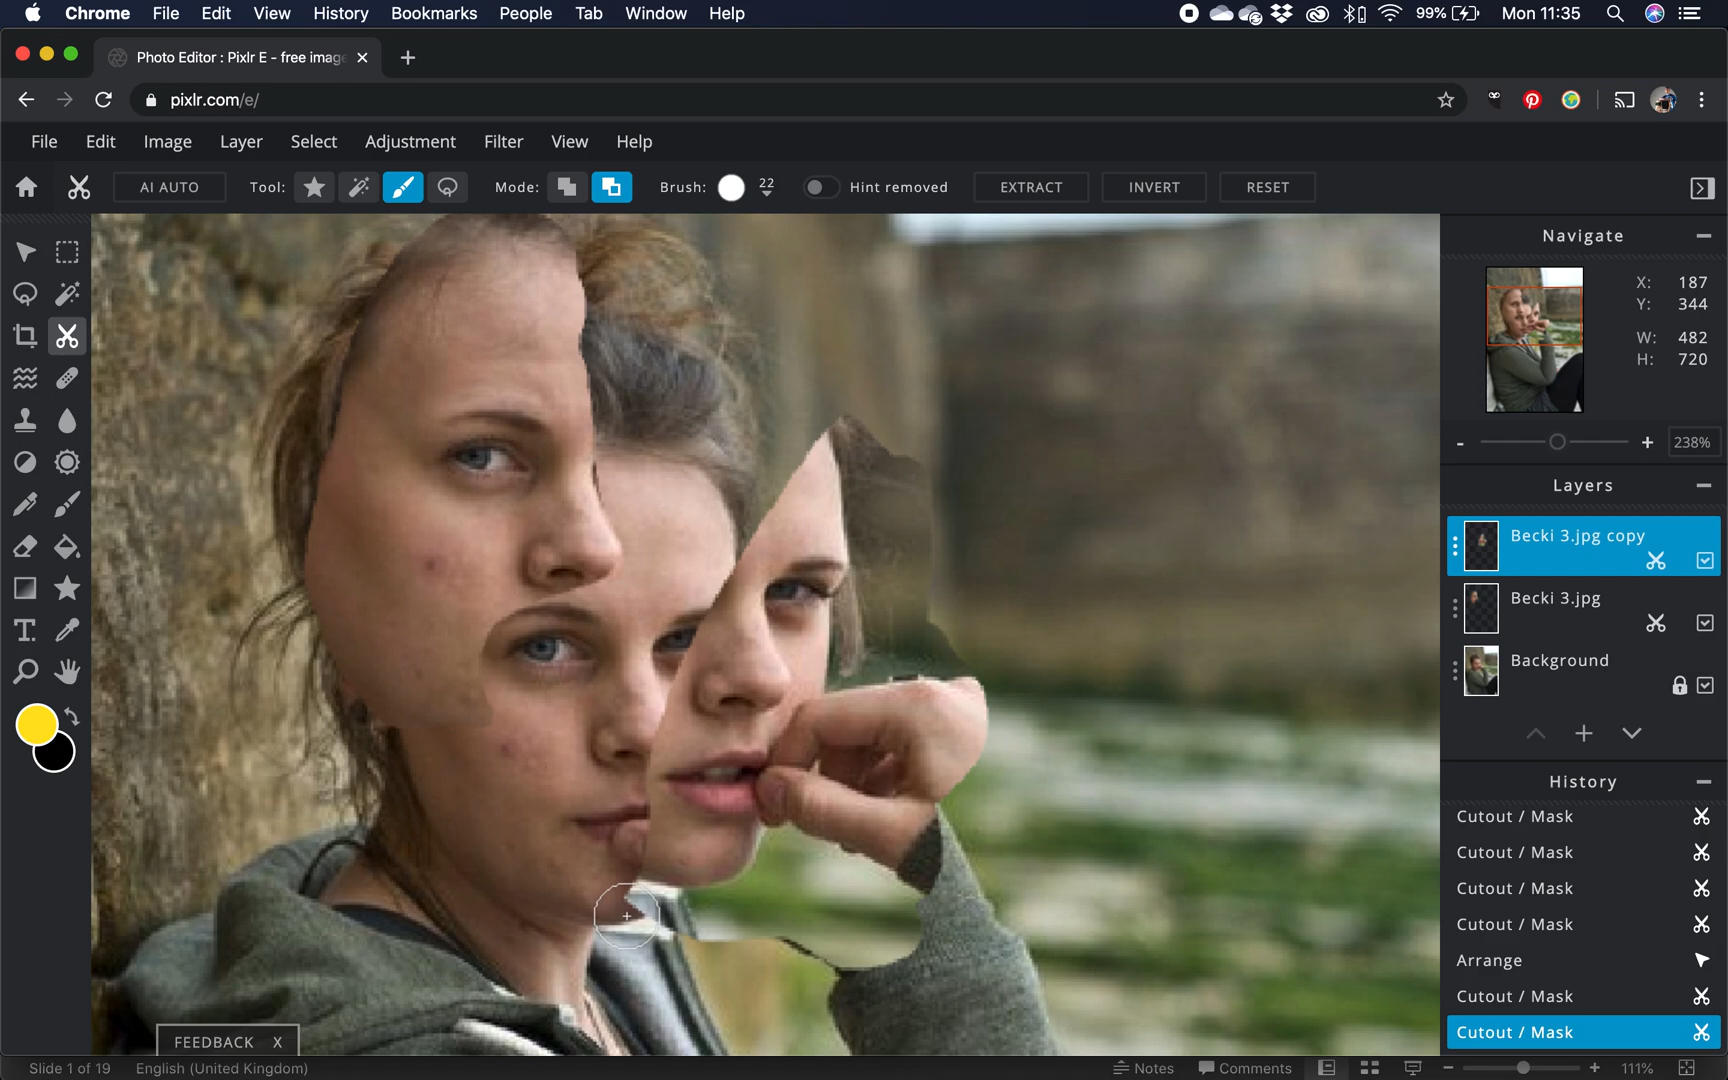 Chrome File Edit View History Bookmarks People Tab Window Help 99% Mon 11:35
Photo Editor : Pixlr E - free image
pixlr.com/e/
File Edit Image Layer Select Adjustment Filter View Help
AI AUTO Tool: Mode: Brush: 22 Hint removed EXTRACT INVERT RESET
Navigate
X: 187
Y: 344
W: 482
H: 720
- + 238%
Layers
Becki 3.jpg copy
Becki 3.jpg
Background
History
Cutout / Mask
Cutout / Mask
Cutout / Mask
Cutout / Mask
Arrange
Cutout / Mask
Cutout / Mask
FEEDBACK X
Slide 1 of 19 English (United Kingdom) Notes Comments - + 111%